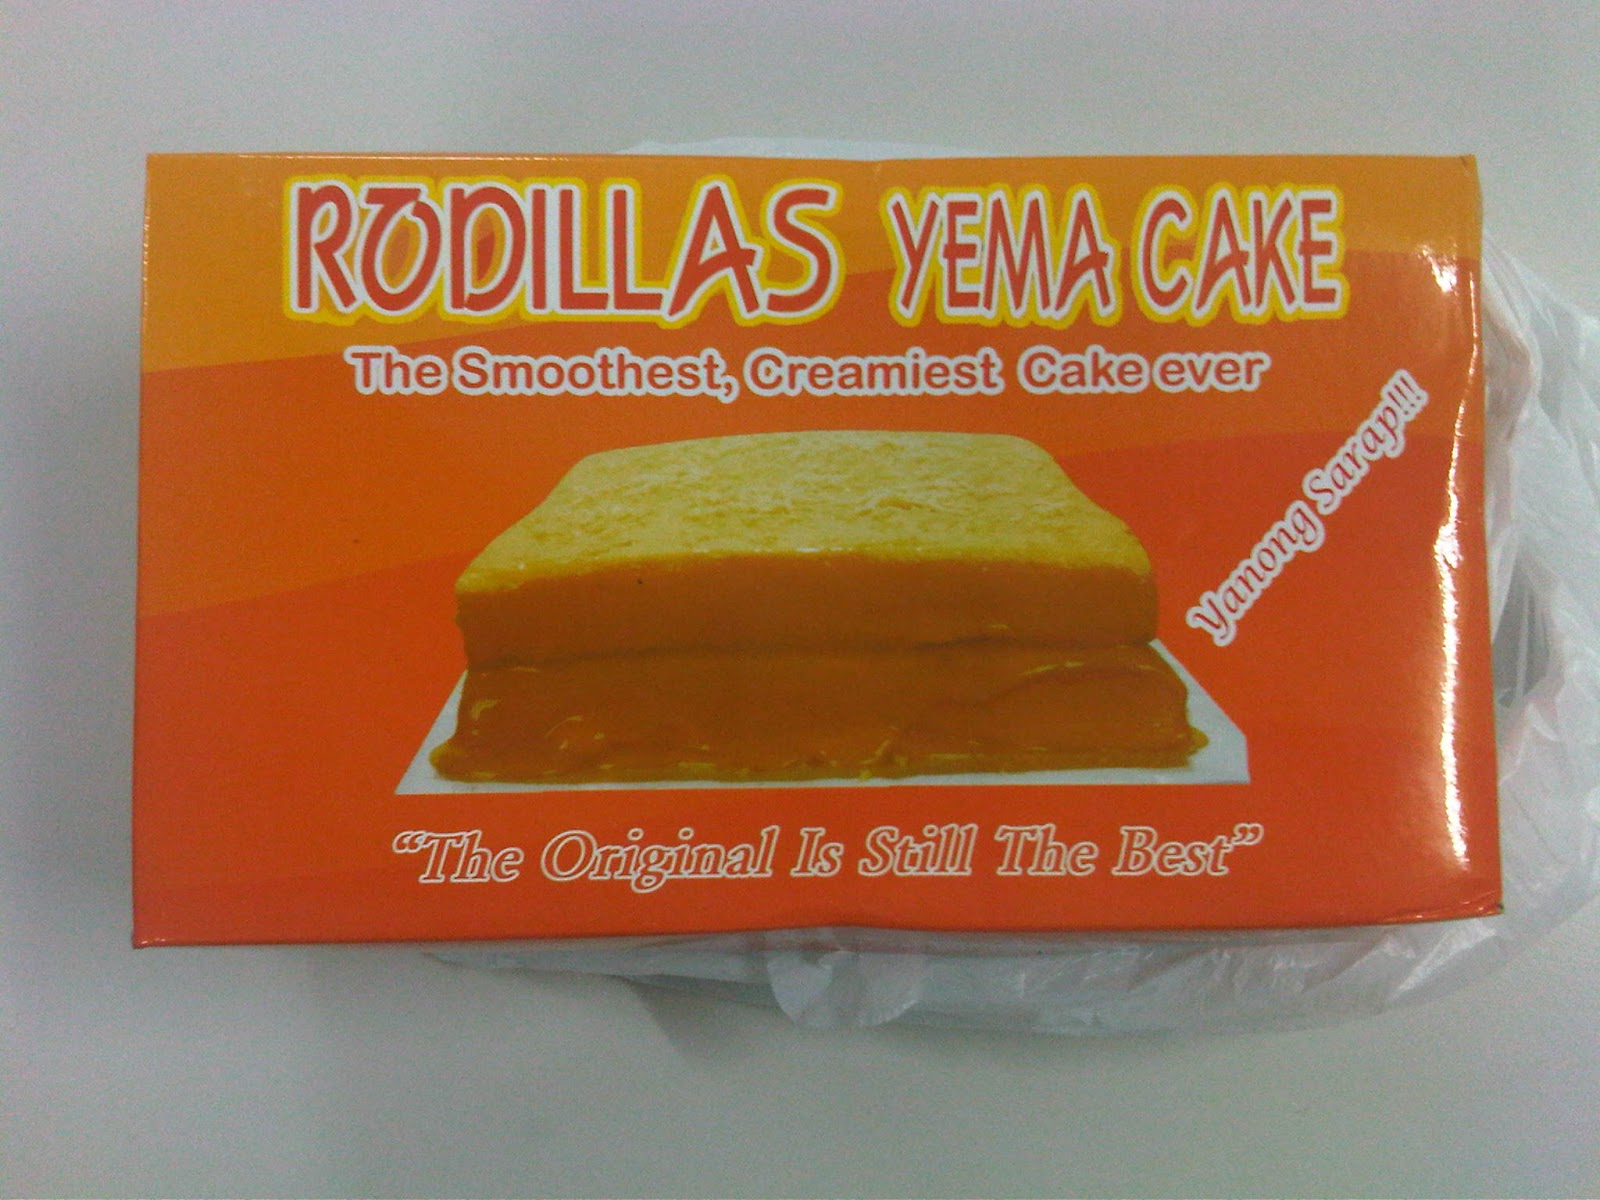 RODILLAS YEMA CAKE
The Smoothest, Creamiest Cake ever
Yanong Sarap!!!
“The Original Is Still The Best”